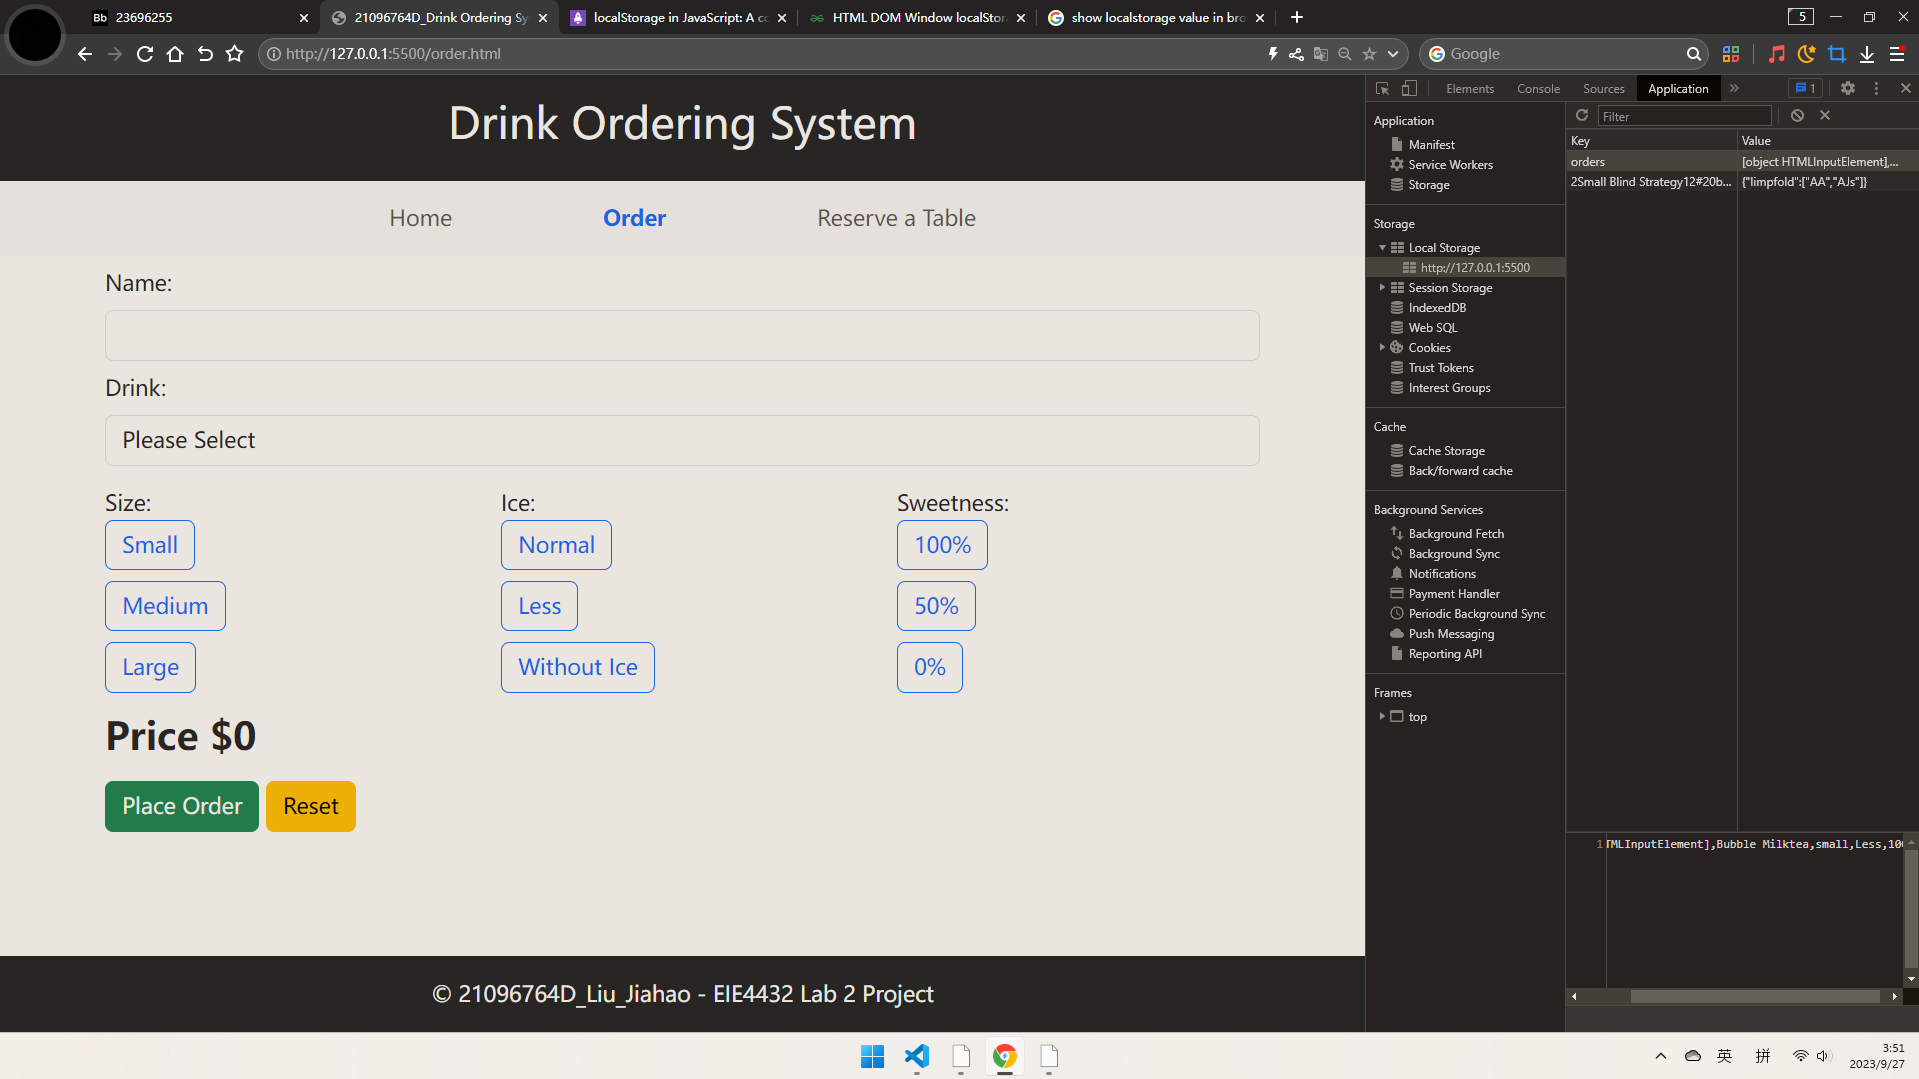 Bb 23696255
21096764D_Drink Ordering Sy
localStorage in JavaScript: A co
HTML DOM Window localStor
show localstorage value in bro
5
http://127.0.0.1:5500/order.html
Google
Elements Console Sources Application 1
Drink Ordering System
Home Order Reserve a Table
Name:
Drink:
Please Select
Size: Ice: Sweetness:
Small Normal 100%
Medium Less 50%
Large Without Ice 0%
Price $0
Place Order Reset
© 21096764D_Liu_Jiahao - EIE4432 Lab 2 Project
Application
Manifest
Service Workers
Storage
Storage
Local Storage
http://127.0.0.1:5500
Session Storage
IndexedDB
Web SQL
Cookies
Trust Tokens
Interest Groups
Cache
Cache Storage
Back/forward cache
Background Services
Background Fetch
Background Sync
Notifications
Payment Handler
Periodic Background Sync
Push Messaging
Reporting API
Frames
top
Filter
Key Value
orders [object HTMLInputElement],...
2Small Blind Strategy12#20b... {"limpfold":["AA","AJs"]}
1 TMLInputElement],Bubble Milktea,small,Less,100
英 拼
3:51
2023/9/27